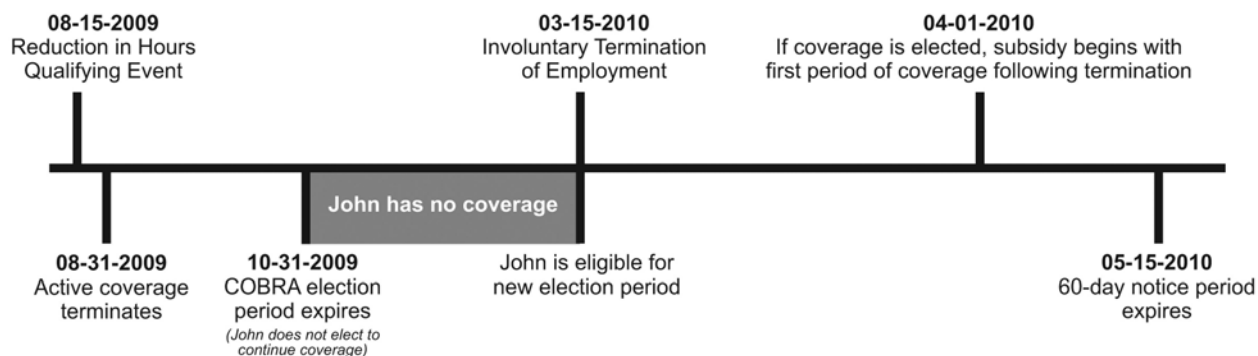 08-15-2009
Reduction in Hours
Qualifying Event
03-15-2010
Involuntary Termination
of Employment
04-01-2010
If coverage is elected, subsidy begins with
first period of coverage following termination
John has no coverage
08-31-2009
Active coverage
terminates
10-31-2009
COBRA election
period expires
(John does not elect to
continue coverage)
John is eligible for
new election period
05-15-2010
60-day notice period
expires